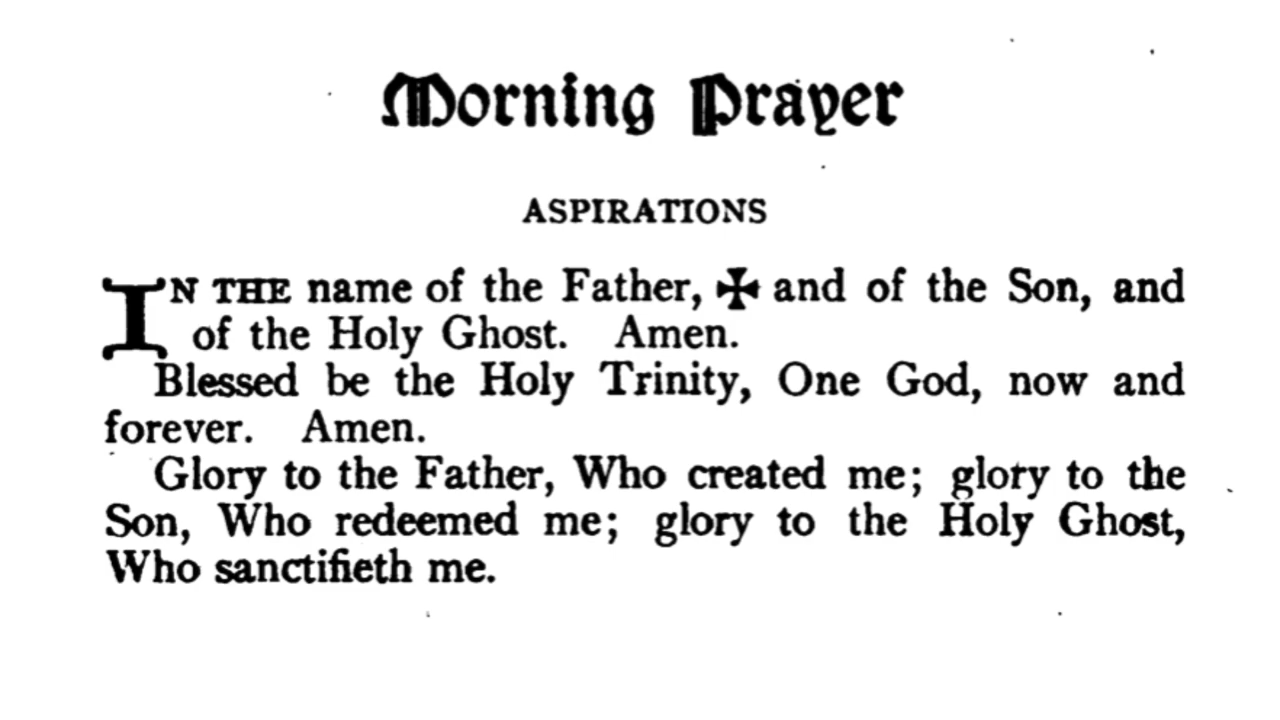 Morning Prayer
ASPIRATIONS
IN THE name of the Father, ✠ and of the Son, and
of the Holy Ghost. Amen.
Blessed be the Holy Trinity, One God, now and
forever. Amen.
Glory to the Father, Who created me; glory to the
Son, Who redeemed me; glory to the Holy Ghost,
Who sanctifieth me.